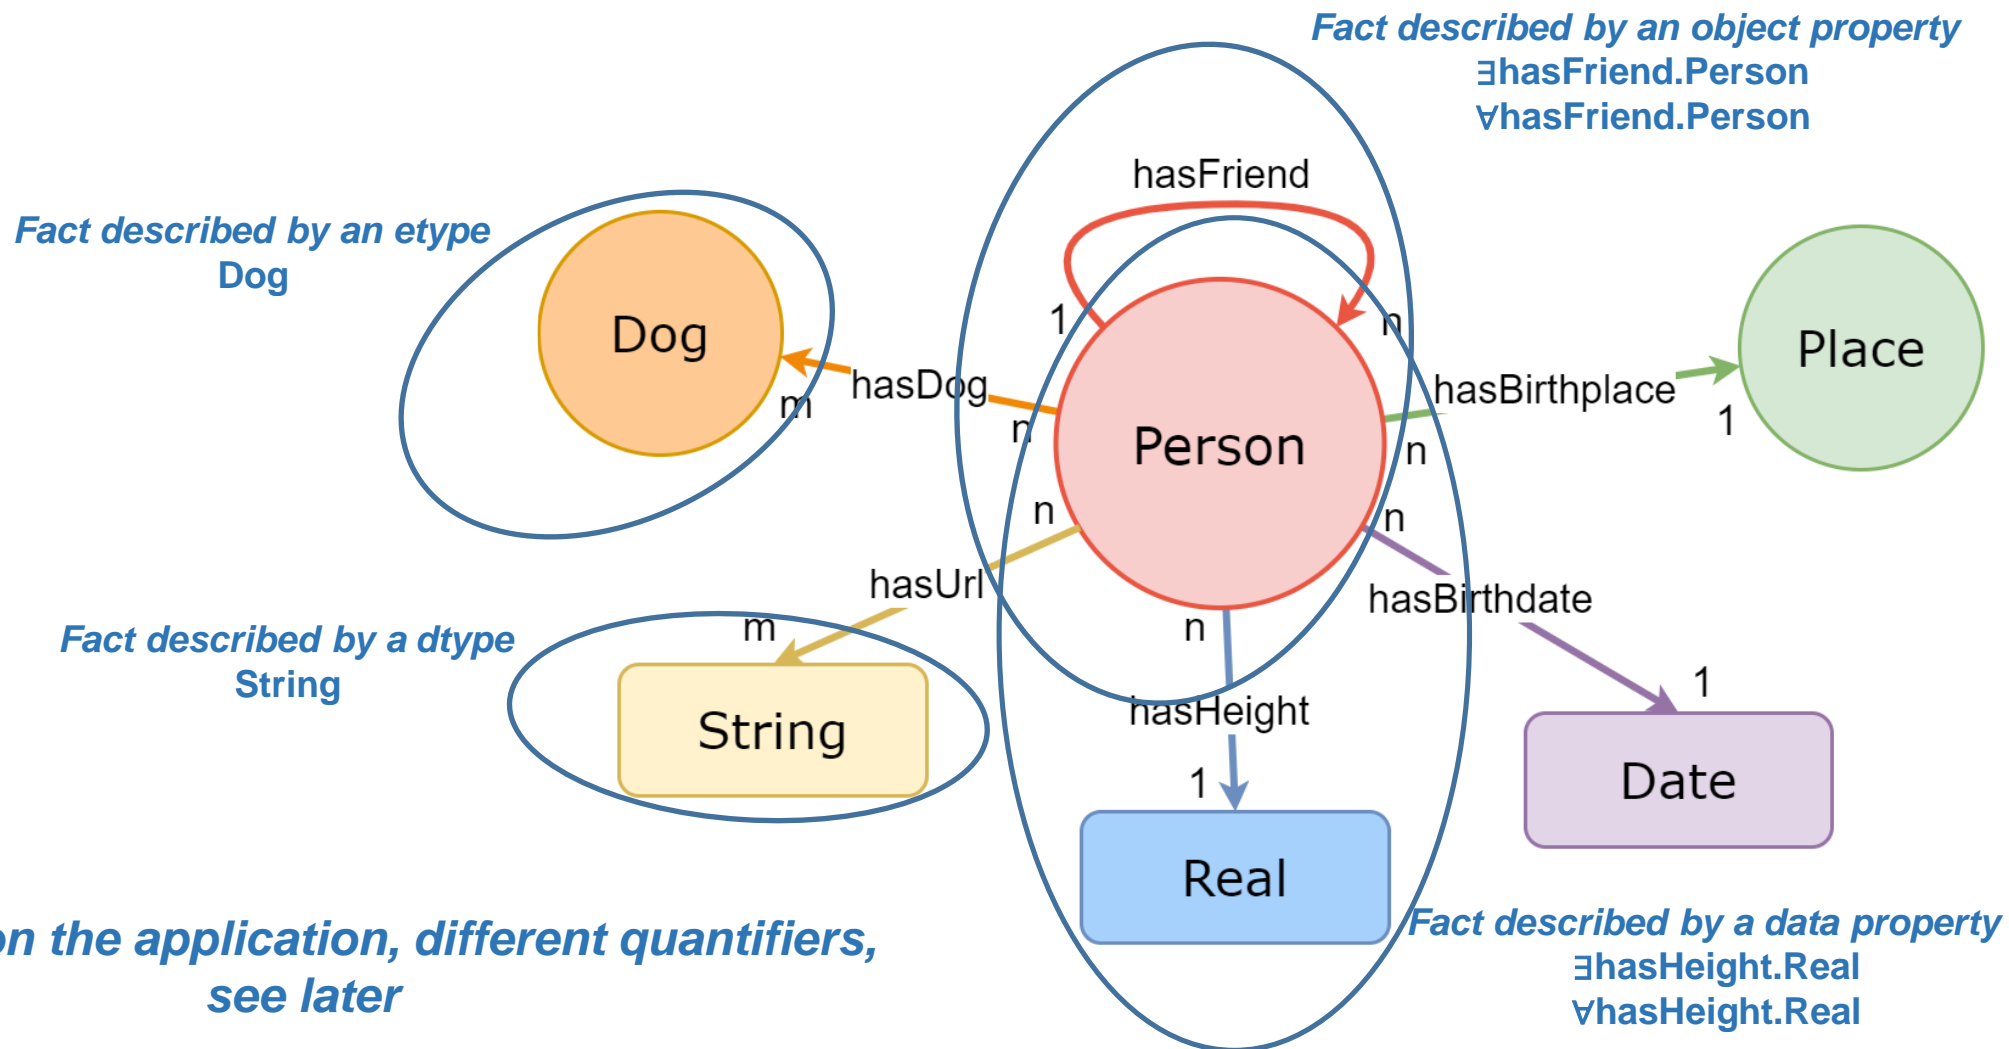 Fact described by an object property
∃hasFriend.Person
∀hasFriend.Person
hasFriend
Fact described by an etype
Dog
Dog
1
n
Place
hasDog
m
n
Person
hasBirthplace
1
n
n
n
hasUrl
hasBirthdate
Fact described by a dtype
String
m
n
1
String
hasHeight
1
Date
Real
Fact described by a data property
∃hasHeight.Real
∀hasHeight.Real
on the application, different quantifiers,
see later